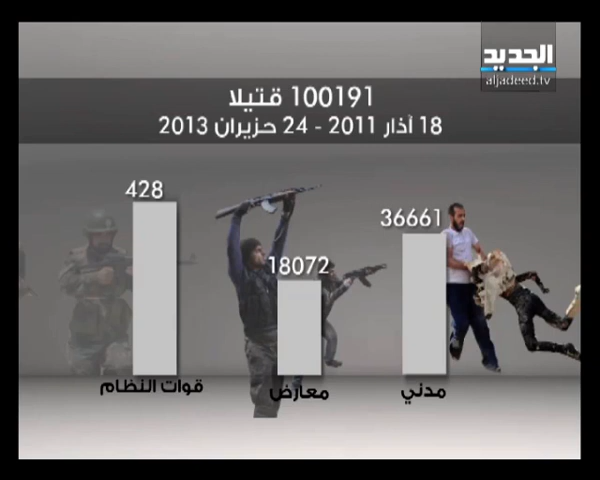 الجديد
aljadeed.tv
100191 قتيلا
18 آذار 2011 - 24 حزيران 2013
36661
18072
428
مدني
معارض
قوات النظام